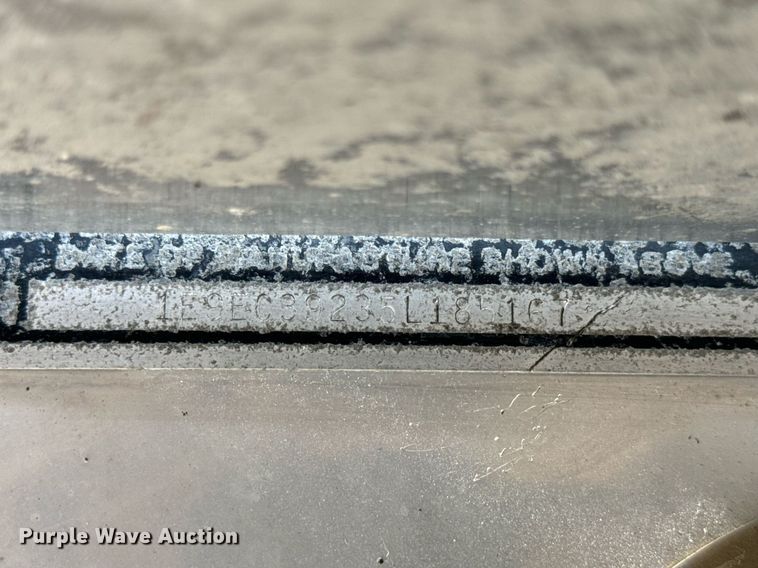 DATE OF MANUFACTURE SHOWN ABOVE.
1E9EC39235L185167
Purple Wave Auction